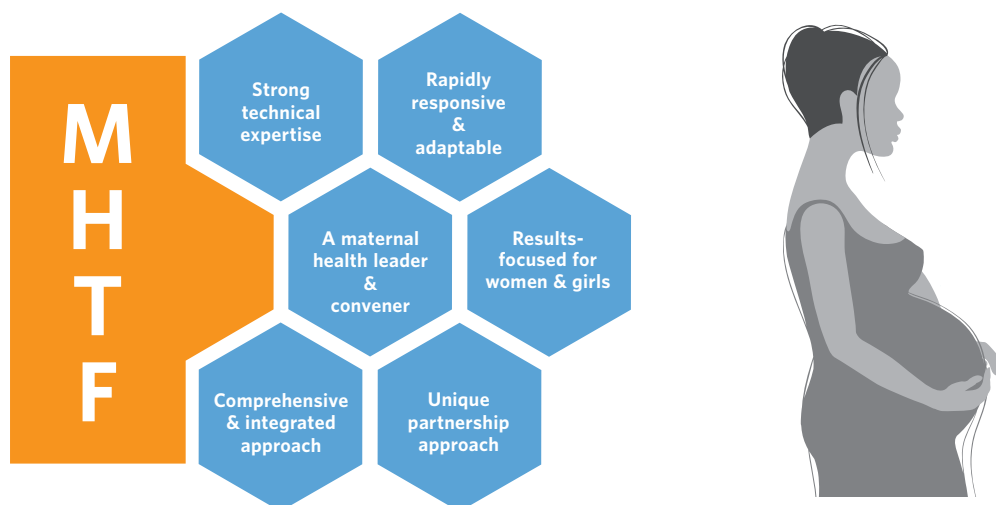 M
H
T
F
Strong
technical
expertise
Rapidly
responsive
&
adaptable
A maternal
health leader
&
convener
Results-
focused for
women & girls
Comprehensive
& integrated
approach
Unique
partnership
approach